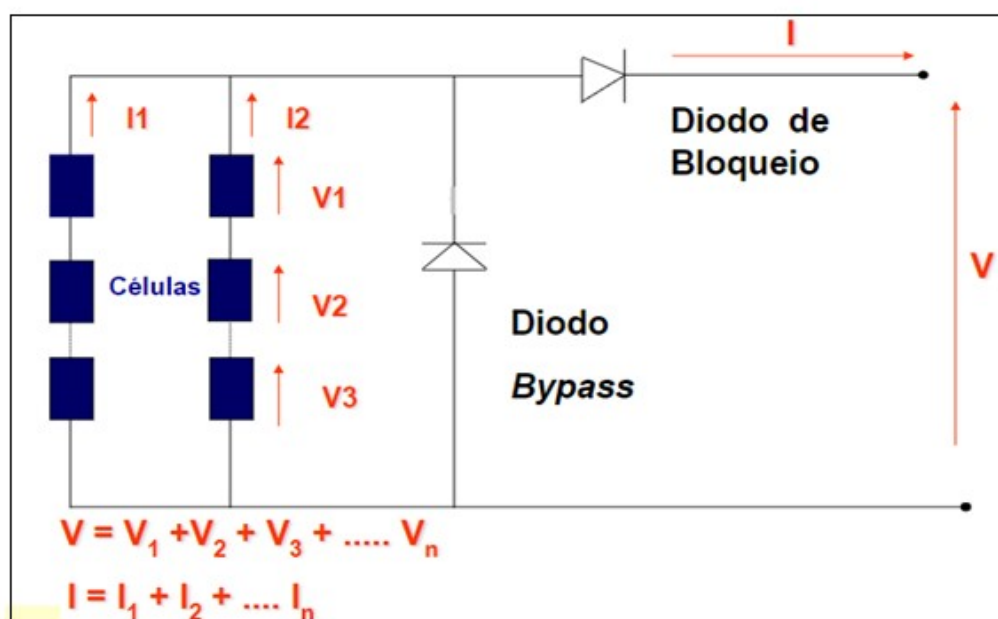 I
I1
I2
Diodo de
Bloqueio
V1
V
Células
V2
Diodo
Bypass
V3
V = V₁ +V₂ + V₃ + ..... Vₙ
I = I₁ + I₂ + .... Iₙ